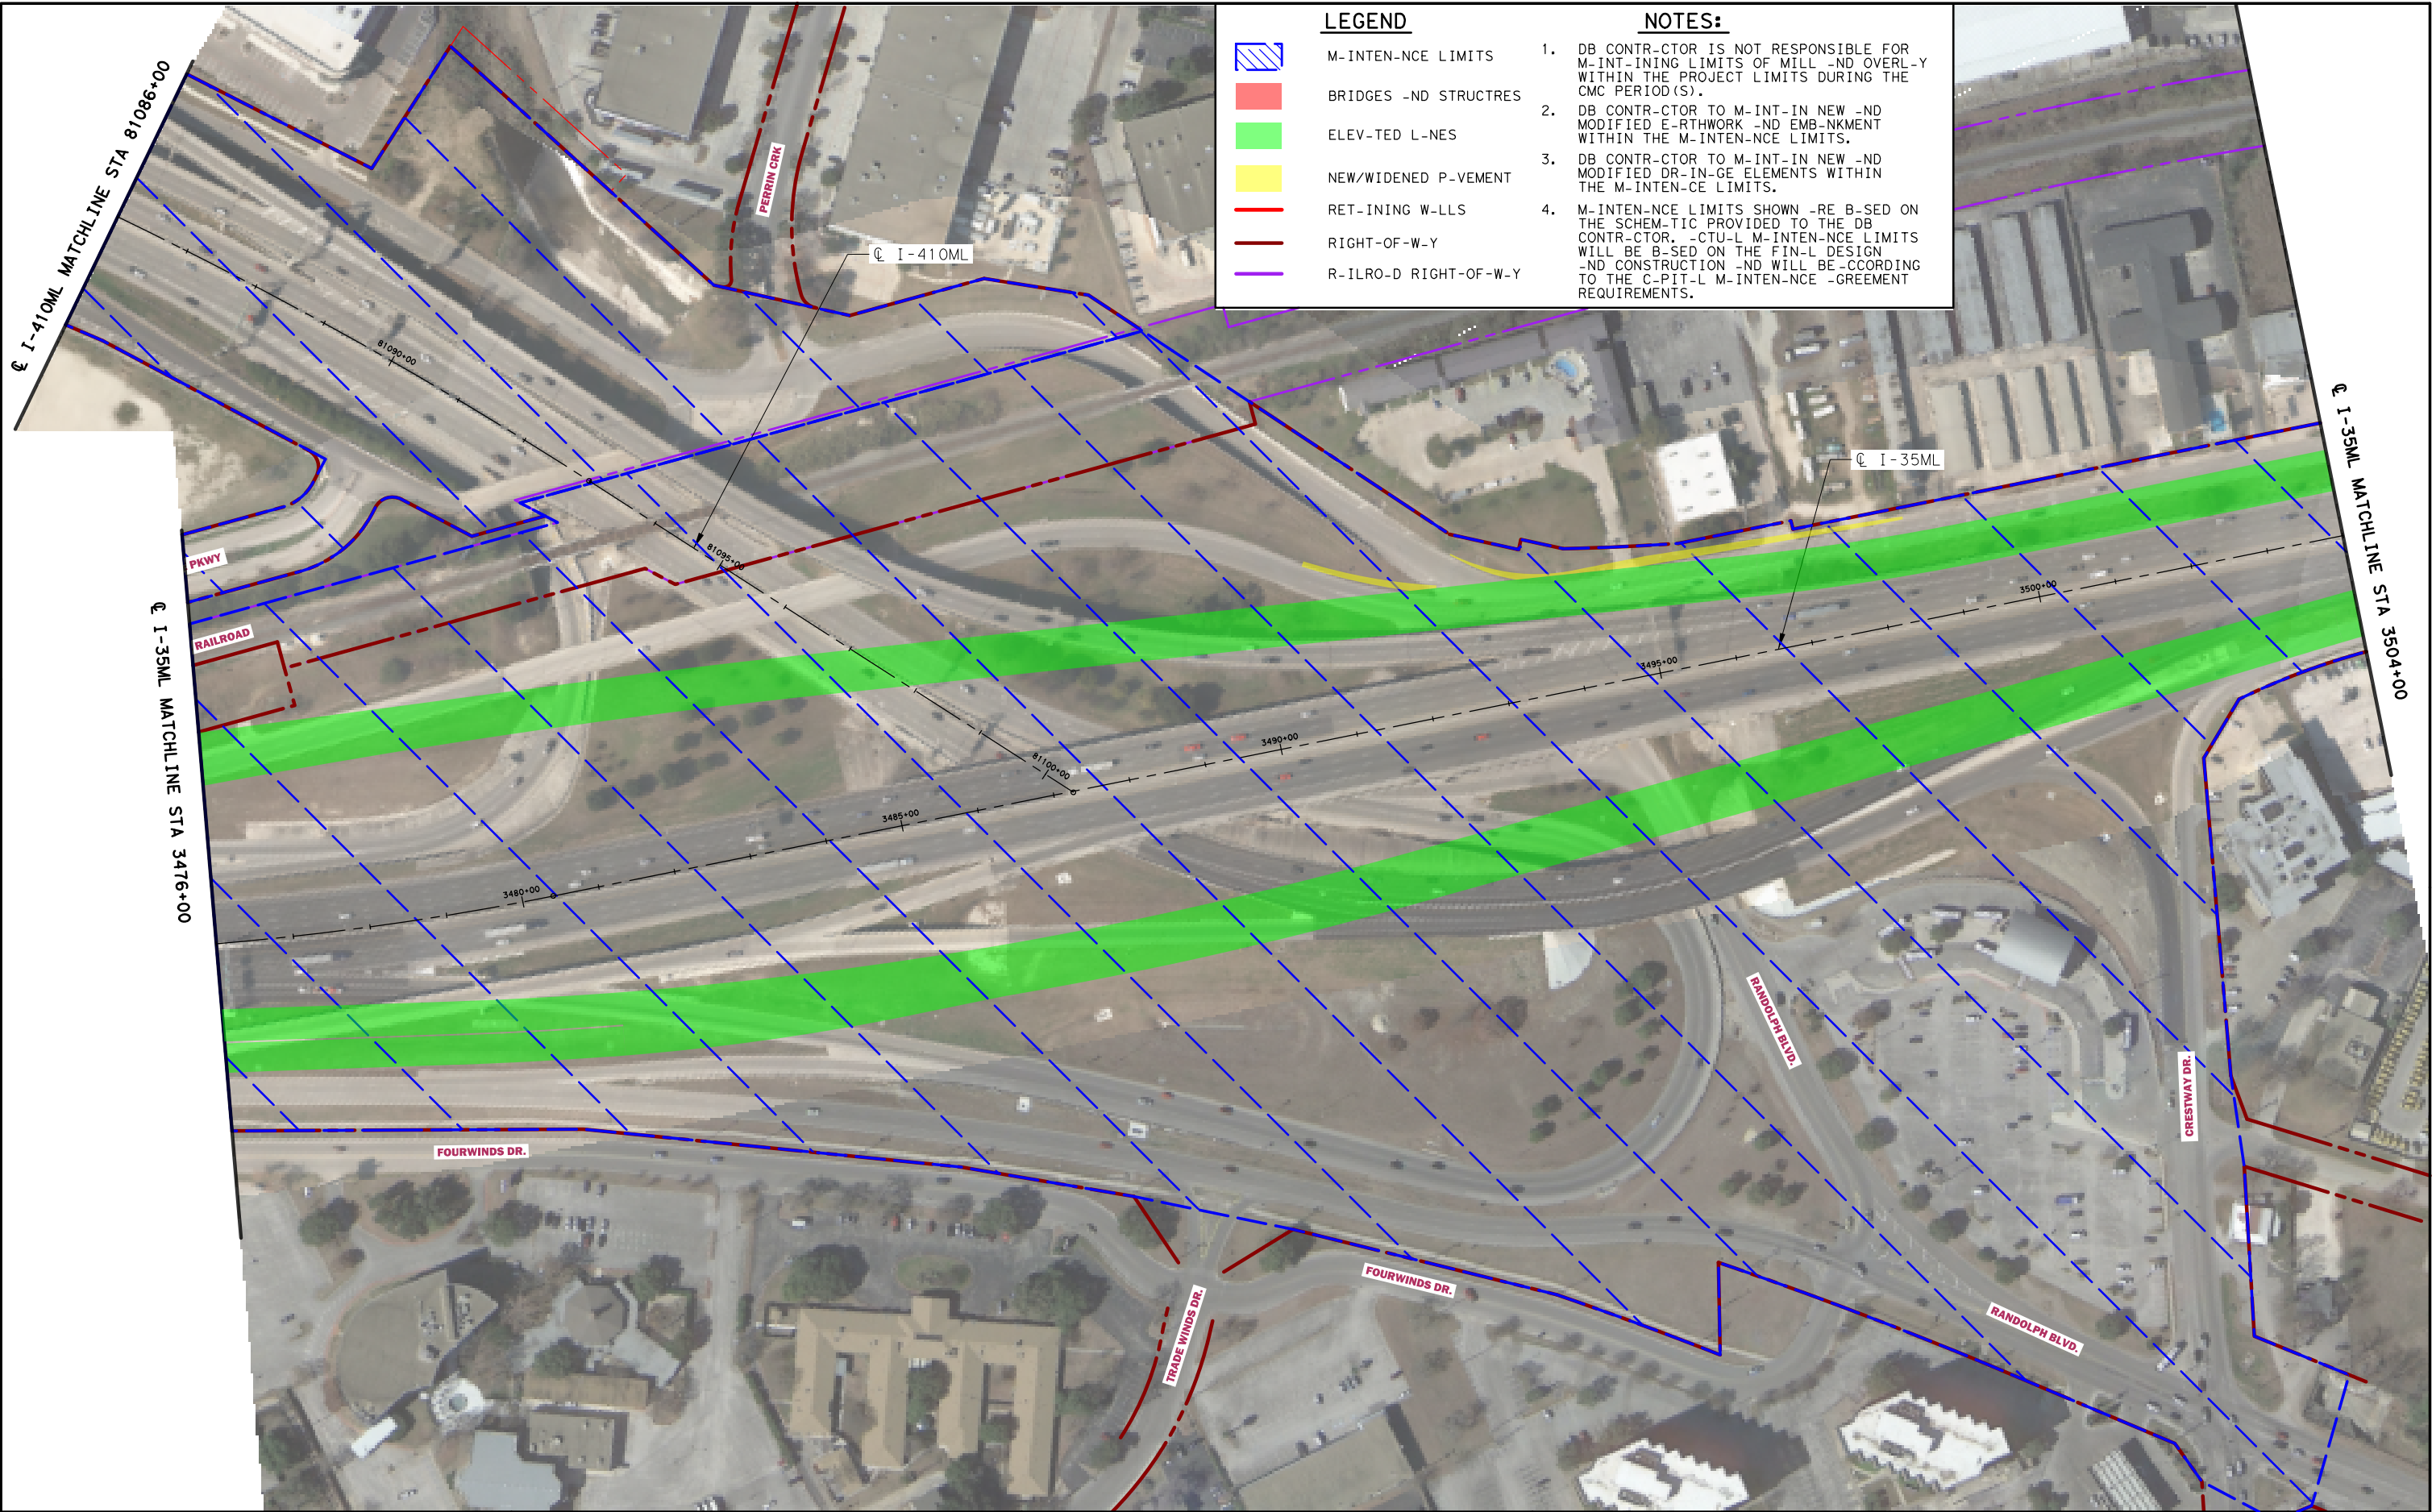 LEGEND
M-INTEN-NCE LIMITS
BRIDGES -ND STRUCTRES
ELEV-TED L-NES
NEW/WIDENED P-VEMENT
RET-INING W-LLS
RIGHT-OF-W-Y
R-ILRO-D RIGHT-OF-W-Y
NOTES:
1. DB CONTR-CTOR IS NOT RESPONSIBLE FOR
M-INT-INING LIMITS OF MILL -ND OVERL-Y
WITHIN THE PROJECT LIMITS DURING THE
CMC PERIOD(S).
2. DB CONTR-CTOR TO M-INT-IN NEW -ND
MODIFIED E-RTHWORK -ND EMB-NKMENT
WITHIN THE M-INTEN-NCE LIMITS.
3. DB CONTR-CTOR TO M-INT-IN NEW -ND
MODIFIED DR-IN-GE ELEMENTS WITHIN
THE M-INTEN-CE LIMITS.
4. M-INTEN-NCE LIMITS SHOWN -RE B-SED ON
THE SCHEM-TIC PROVIDED TO THE DB
CONTR-CTOR. -CTU-L M-INTEN-NCE LIMITS
WILL BE B-SED ON THE FIN-L DESIGN
-ND CONSTRUCTION -ND WILL BE-CCORDING
TO THE C-PIT-L M-INTEN-NCE -GREEMENT
REQUIREMENTS.
℄ I-410ML MATCHLINE STA 81086+00
PERRIN CRK
℄ I-410ML
81090+00
℄ I-35ML
℄ I-35ML MATCHLINE STA 3504+00
PKWY
81095+00
3500+00
RAILROAD
℄ I-35ML MATCHLINE STA 3476+00
3495+00
3490+00
81100+00
3485+00
3480+00
RANDOLPH BLVD.
CRESTWAY DR.
FOURWINDS DR.
FOURWINDS DR.
TRADE WINDS DR.
RANDOLPH BLVD.